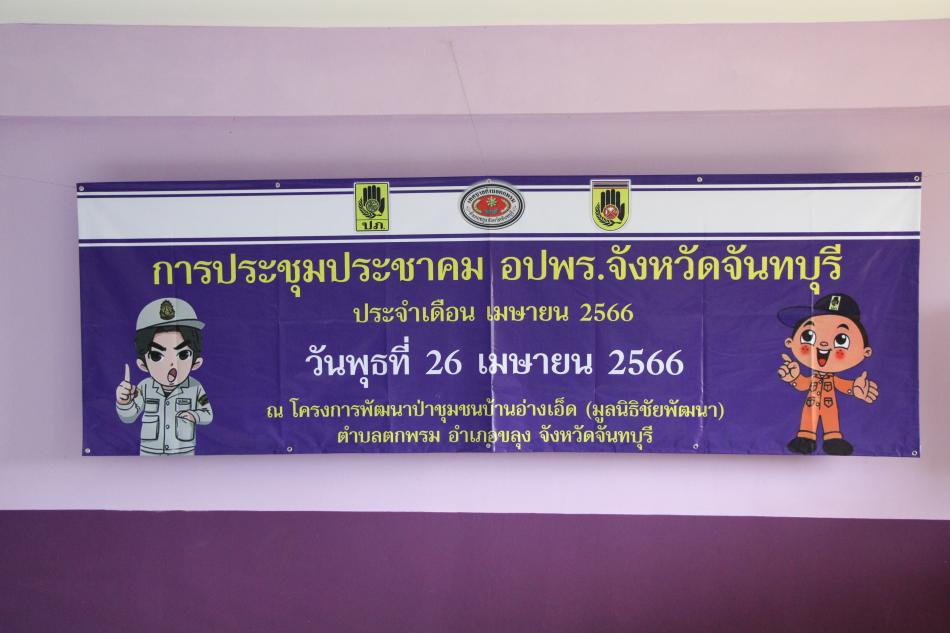 ปภ.
การประชุมประชาคม อปพร.จังหวัดจันทบุรี
ประจำเดือน เมษายน 2566
วันพุธที่ 26 เมษายน 2566
ณ โครงการพัฒนาป่าชุมชนบ้านอ่างเอ็ด (มูลนิธิชัยพัฒนา)
ตำบลตกพรม อำเภอขลุง จังหวัดจันทบุรี